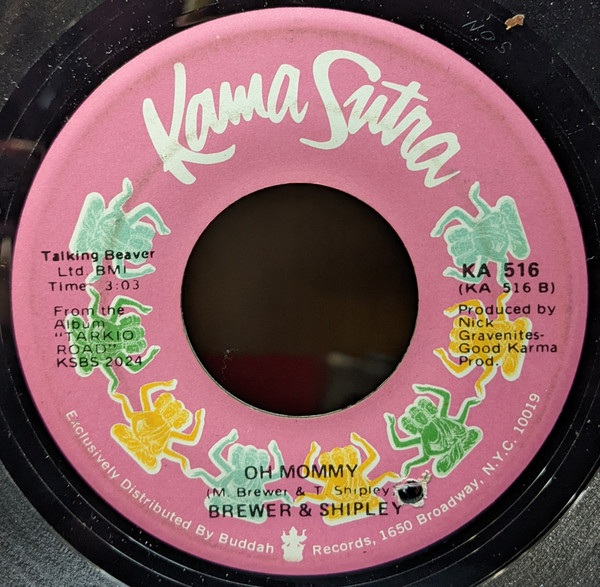 N.O.S
Kama Sutra
Talking Beaver
Ltd. BMI
Time 3:03
From the
Album
"TARKIO
ROAD"
KSBS-2024
KA 516
(KA 516 B)
Produced by
Nick
Gravenites-
Good Karma
Prod.
OH MOMMY
(M. Brewer & T. Shipley
BREWER & SHIPLEY
Exclusively Distributed By Buddah Records, 1650 Broadway, N.Y.C. 10019